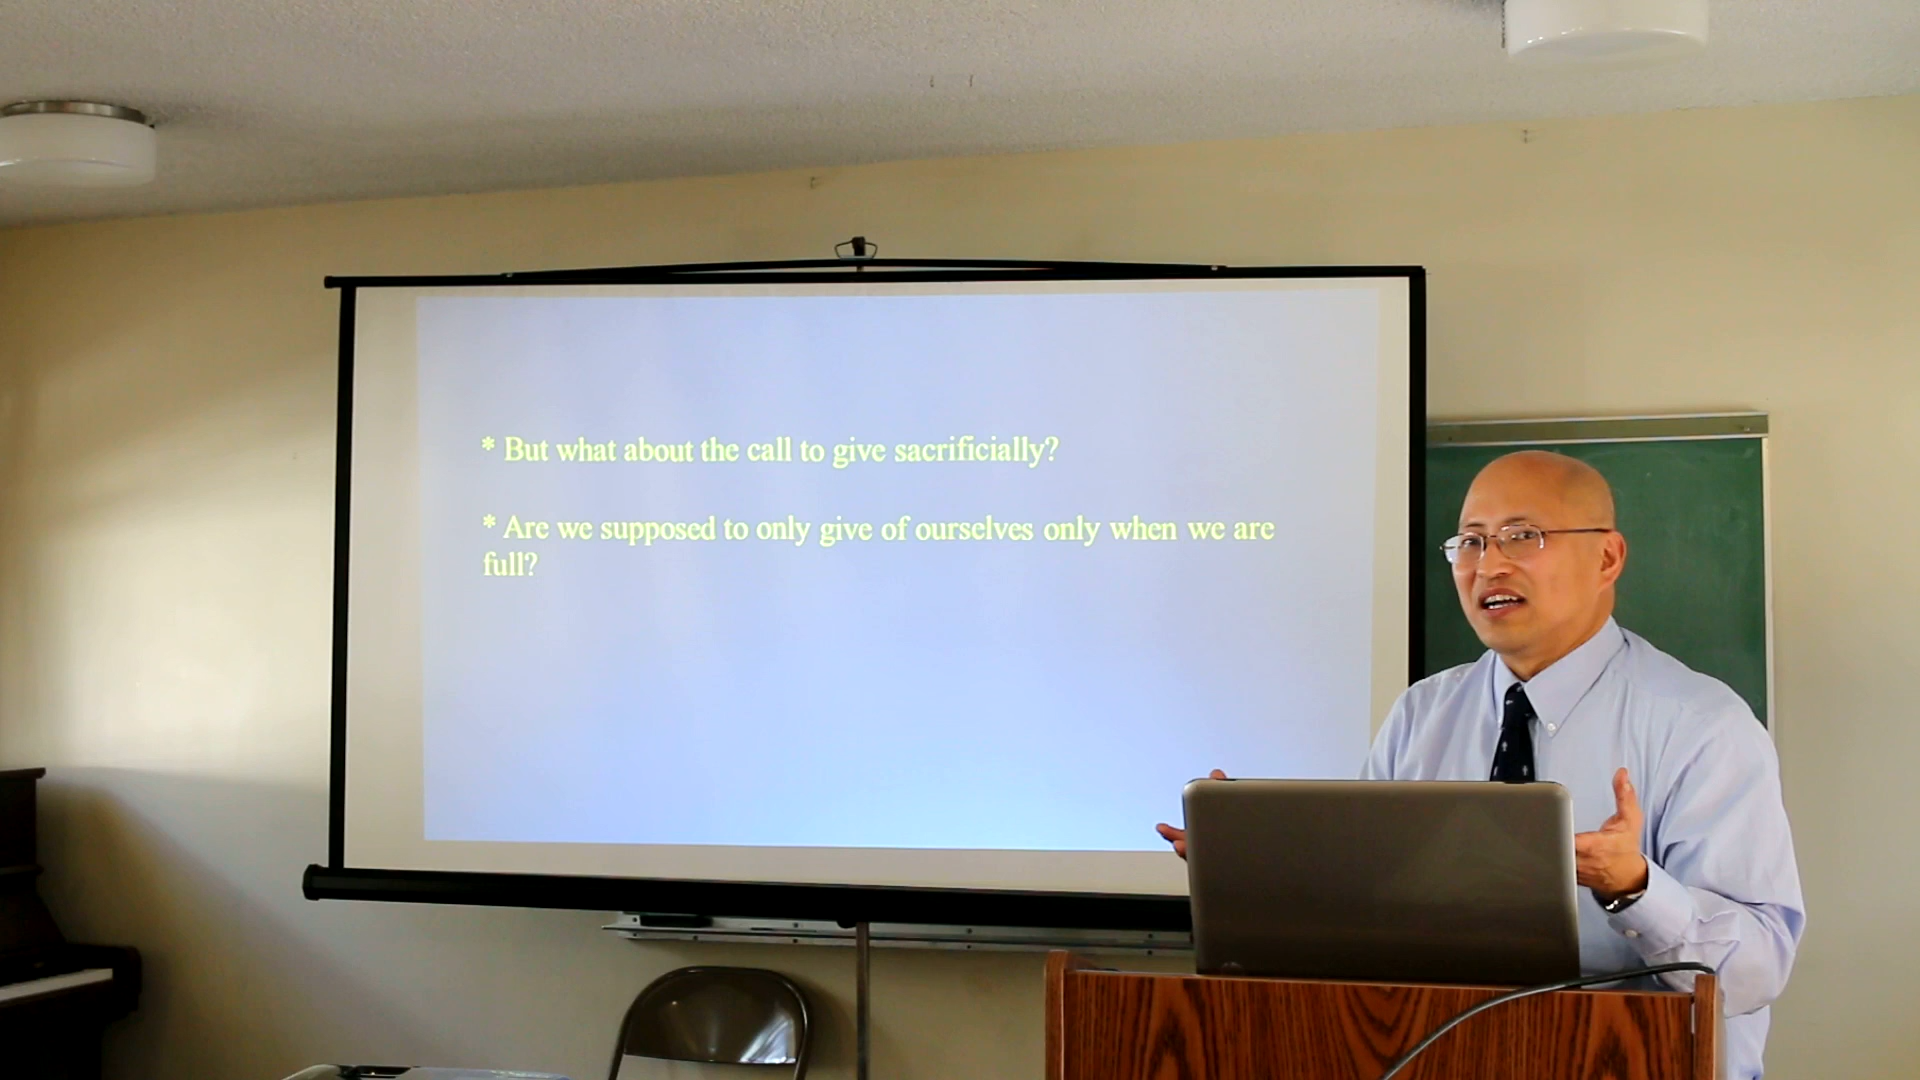 * But what about the call to give sacrificially?
* Are we supposed to only give of ourselves only when we are
full?